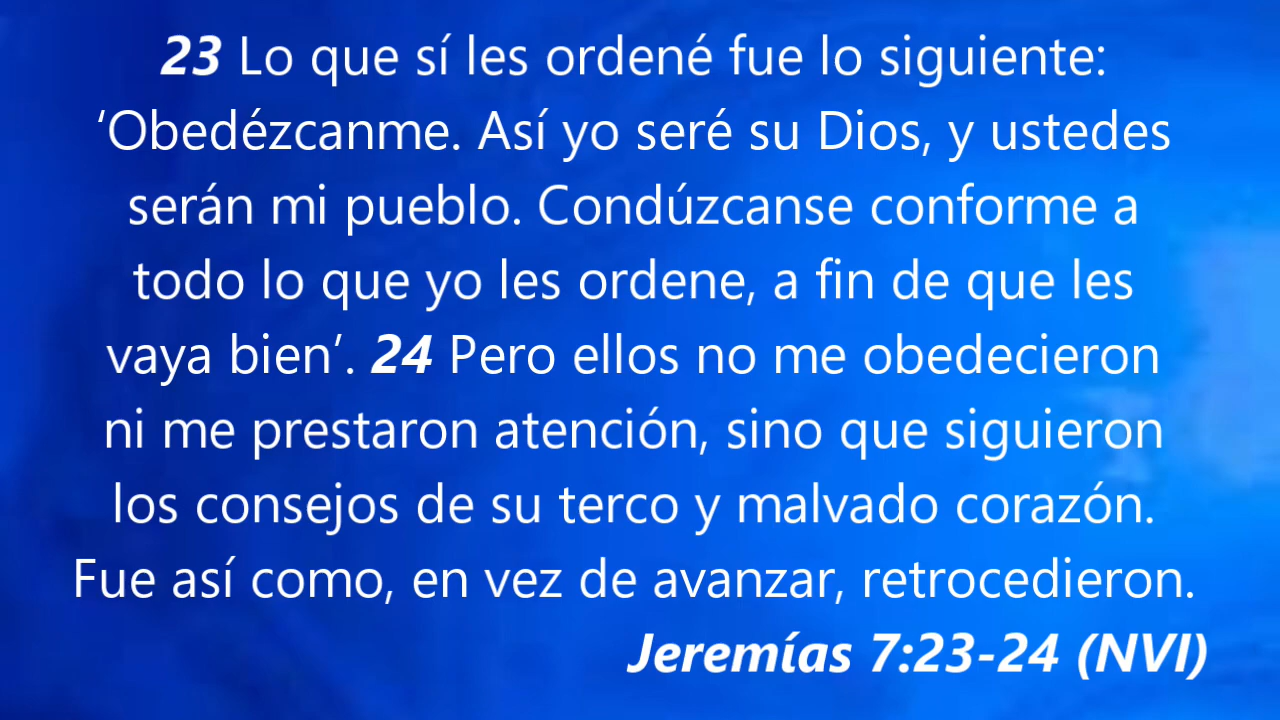 23 Lo que sí les ordené fue lo siguiente:
‘Obedézcanme. Así yo seré su Dios, y ustedes
serán mi pueblo. Condúzcanse conforme a
todo lo que yo les ordene, a fin de que les
vaya bien’. 24 Pero ellos no me obedecieron
ni me prestaron atención, sino que siguieron
los consejos de su terco y malvado corazón.
Fue así como, en vez de avanzar, retrocedieron.
Jeremías 7:23-24 (NVI)